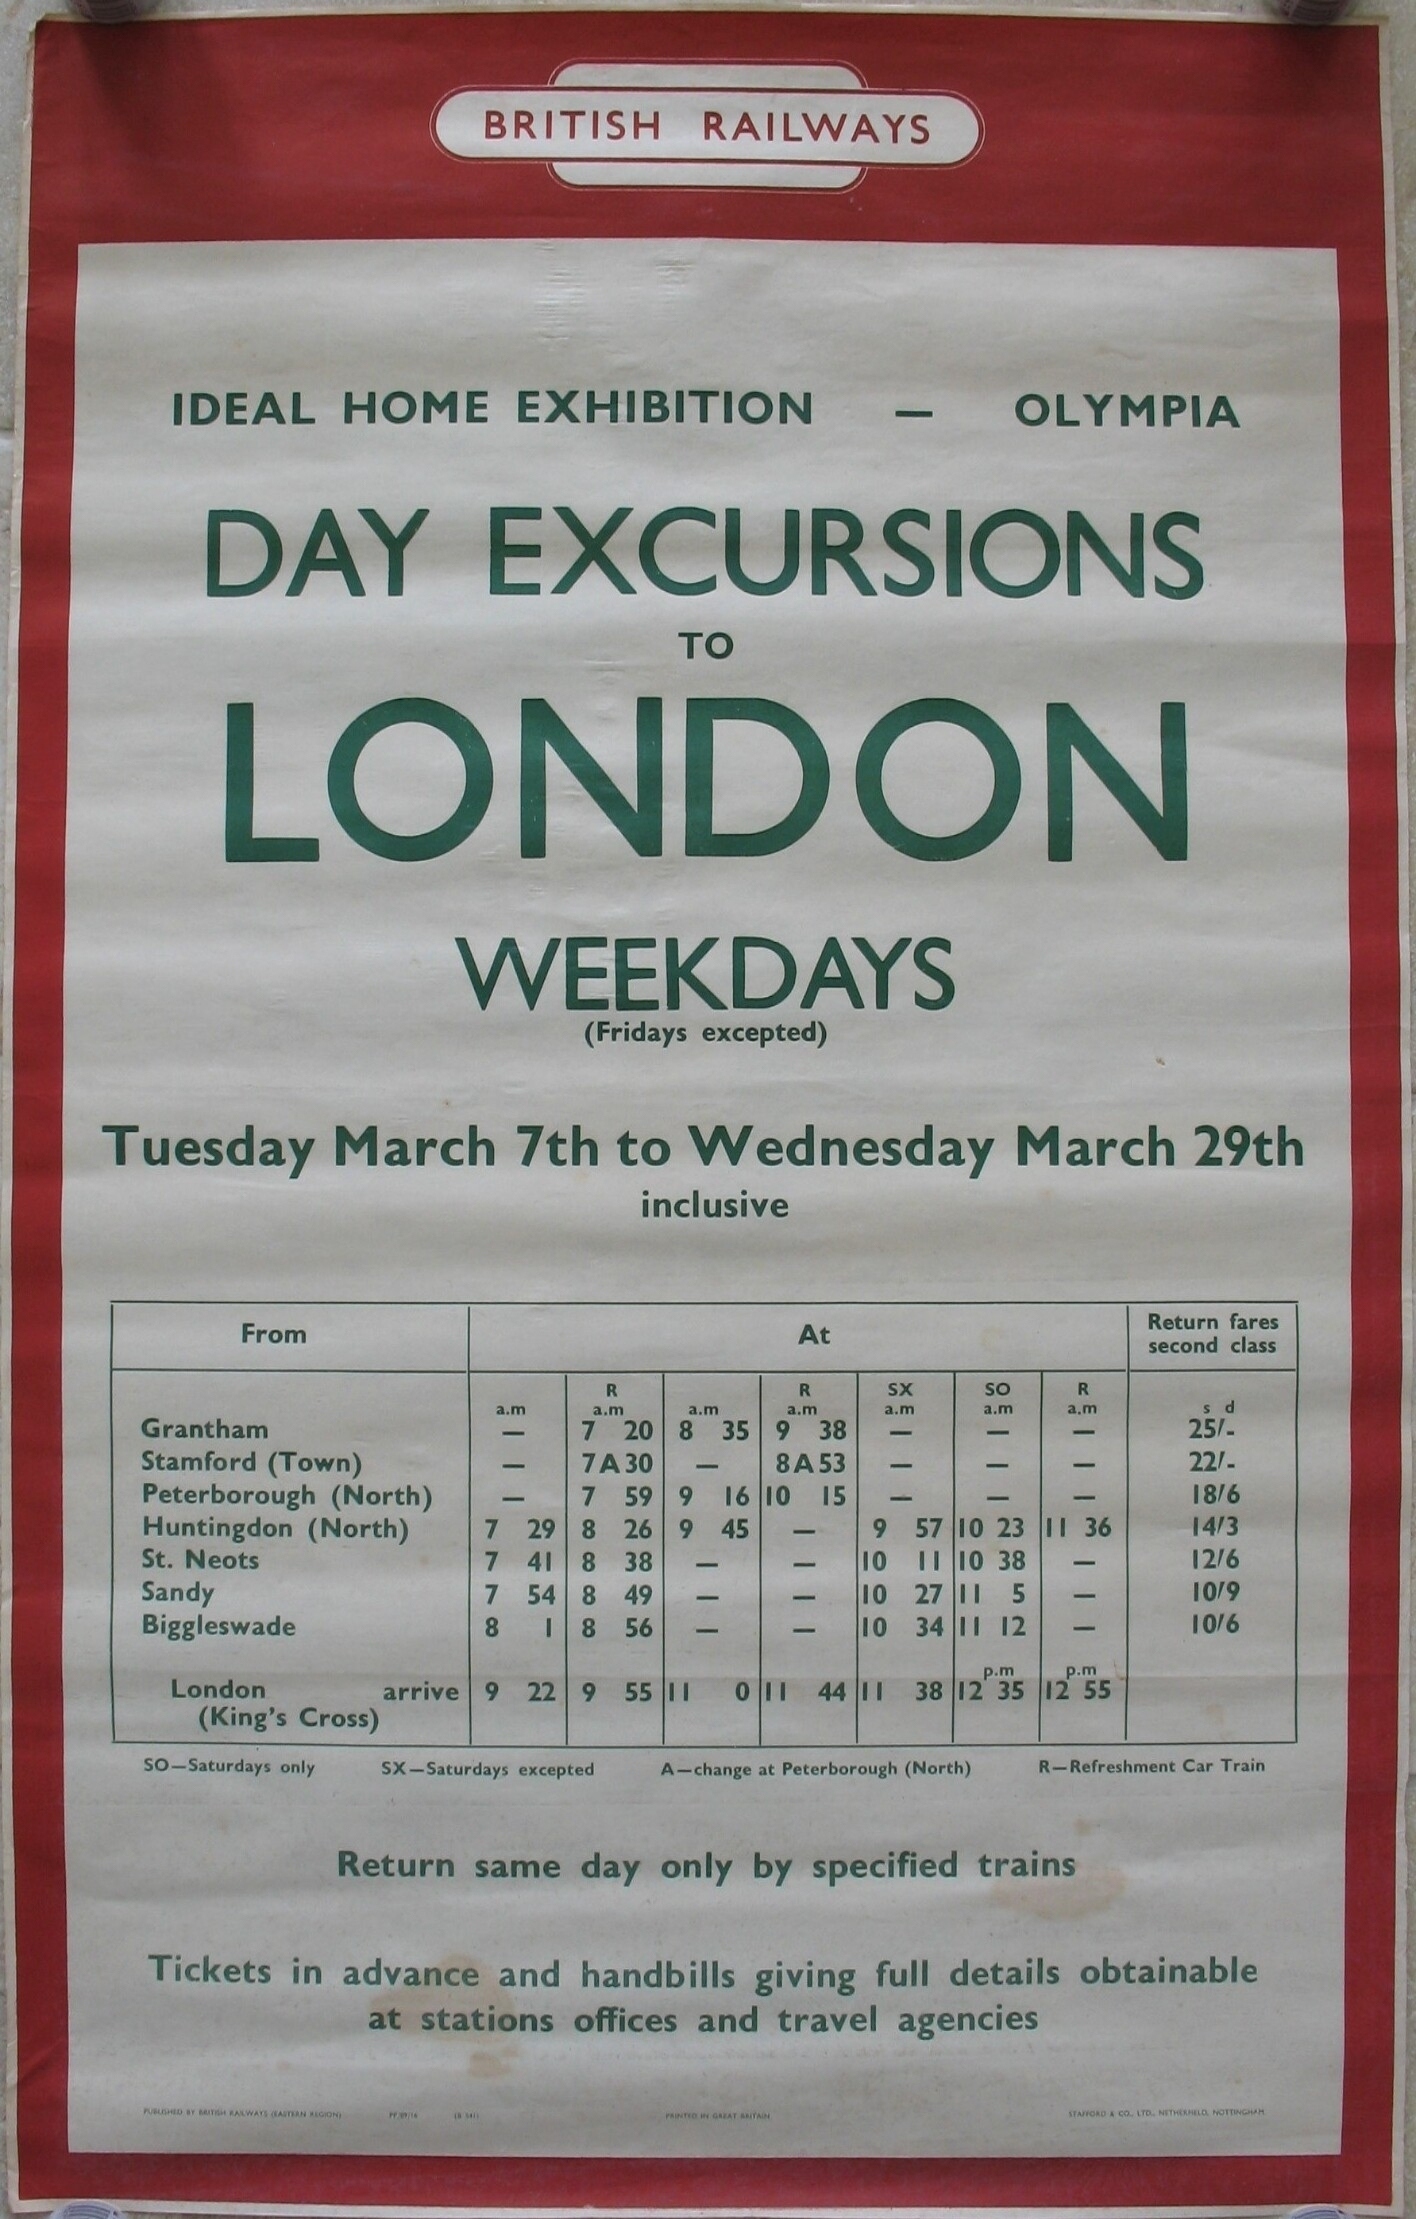 BRITISH RAILWAYS
IDEAL HOME EXHIBITION — OLYMPIA
DAY EXCURSIONS
TO
LONDON
WEEKDAYS
(Fridays excepted)
Tuesday March 7th to Wednesday March 29th
inclusive
From At Return fares second class
R R SX SO R
a.m a.m a.m a.m a.m a.m a.m s d
Grantham — 7 20 8 35 9 38 — — — 25/-
Stamford (Town) — 7A30 — 8A53 — — — 22/-
Peterborough (North) — 7 59 9 16 10 15 — — — 18/6
Huntingdon (North) 7 29 8 26 9 45 — 9 57 10 23 11 36 14/3
St. Neots 7 41 8 38 — — 10 11 10 38 — 12/6
Sandy 7 54 8 49 — — 10 27 11 5 — 10/9
Biggleswade 8 1 8 56 — — 10 34 11 12 — 10/6
p.m p.m
London arrive 9 22 9 55 11 0 11 44 11 38 12 35 12 55
(King's Cross)
SO—Saturdays only SX—Saturdays excepted A—change at Peterborough (North) R—Refreshment Car Train
Return same day only by specified trains
Tickets in advance and handbills giving full details obtainable
at stations offices and travel agencies
PUBLISHED BY BRITISH RAILWAYS (EASTERN REGION) PRINTED IN GREAT BRITAIN STAFFORD & CO., LTD., NETHERFIELD, NOTTINGHAM